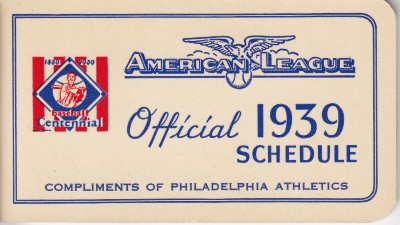 1839 1939
baseball
Centennial
AMERICAN LEAGUE
Official 1939
SCHEDULE
COMPLIMENTS OF PHILADELPHIA ATHLETICS